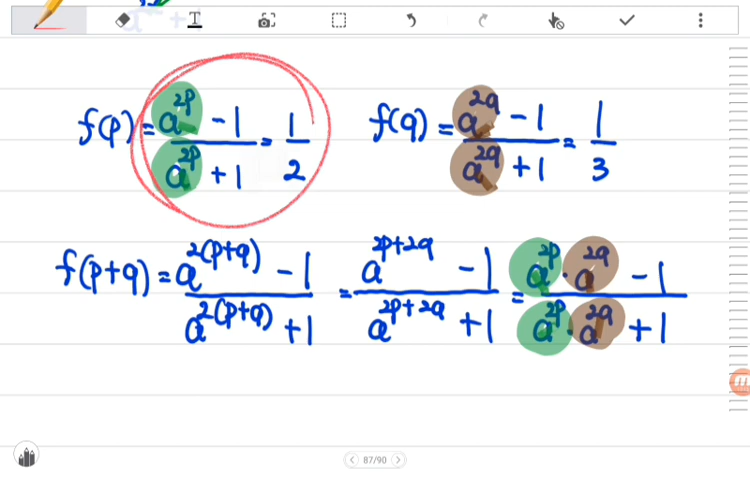 f(p) = (a^{2p} - 1)/(a^{2p} + 1) = 1/2
f(q) = (a^{2q} - 1)/(a^{2q} + 1) = 1/3
f(p+q) = (a^{2(p+q)} - 1)/(a^{2(p+q)} + 1) = (a^{2p+2q} - 1)/(a^{2p+2q} + 1) = (a^{2p} · a^{2q} - 1)/(a^{2p} · a^{2q} + 1)
87/90